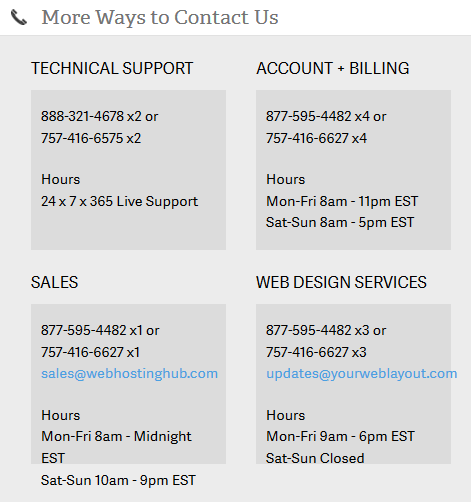 More Ways to Contact Us
TECHNICAL SUPPORT
888-321-4678 x2 or
757-416-6575 x2
Hours
24 x 7 x 365 Live Support
ACCOUNT + BILLING
877-595-4482 x4 or
757-416-6627 x4
Hours
Mon-Fri 8am - 11pm EST
Sat-Sun 8am - 5pm EST
SALES
877-595-4482 x1 or
757-416-6627 x1
sales@webhostinghub.com
Hours
Mon-Fri 8am - Midnight
EST
Sat-Sun 10am - 9pm EST
WEB DESIGN SERVICES
877-595-4482 x3 or
757-416-6627 x3
updates@yourweblayout.com
Hours
Mon-Fri 9am - 6pm EST
Sat-Sun Closed